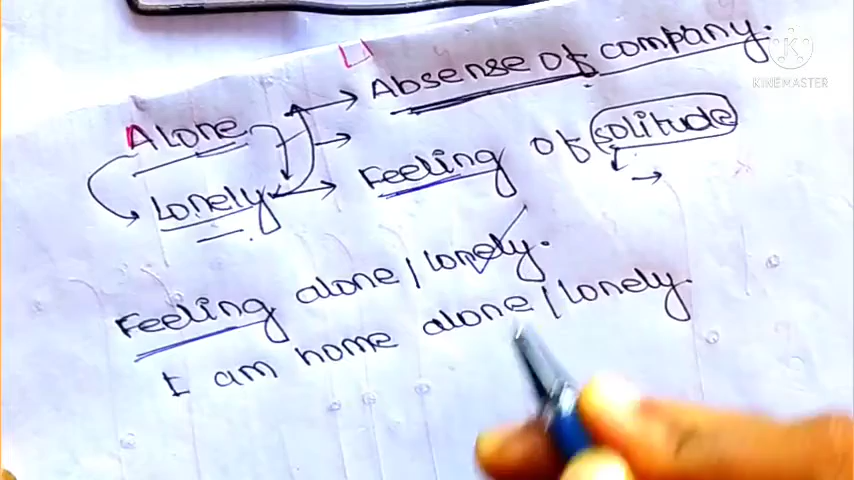 Absense of company.
KINEMASTER
Alone
Lonely
Feeling of solitude
Feeling alone/lonely.
I am home alone/lonely.